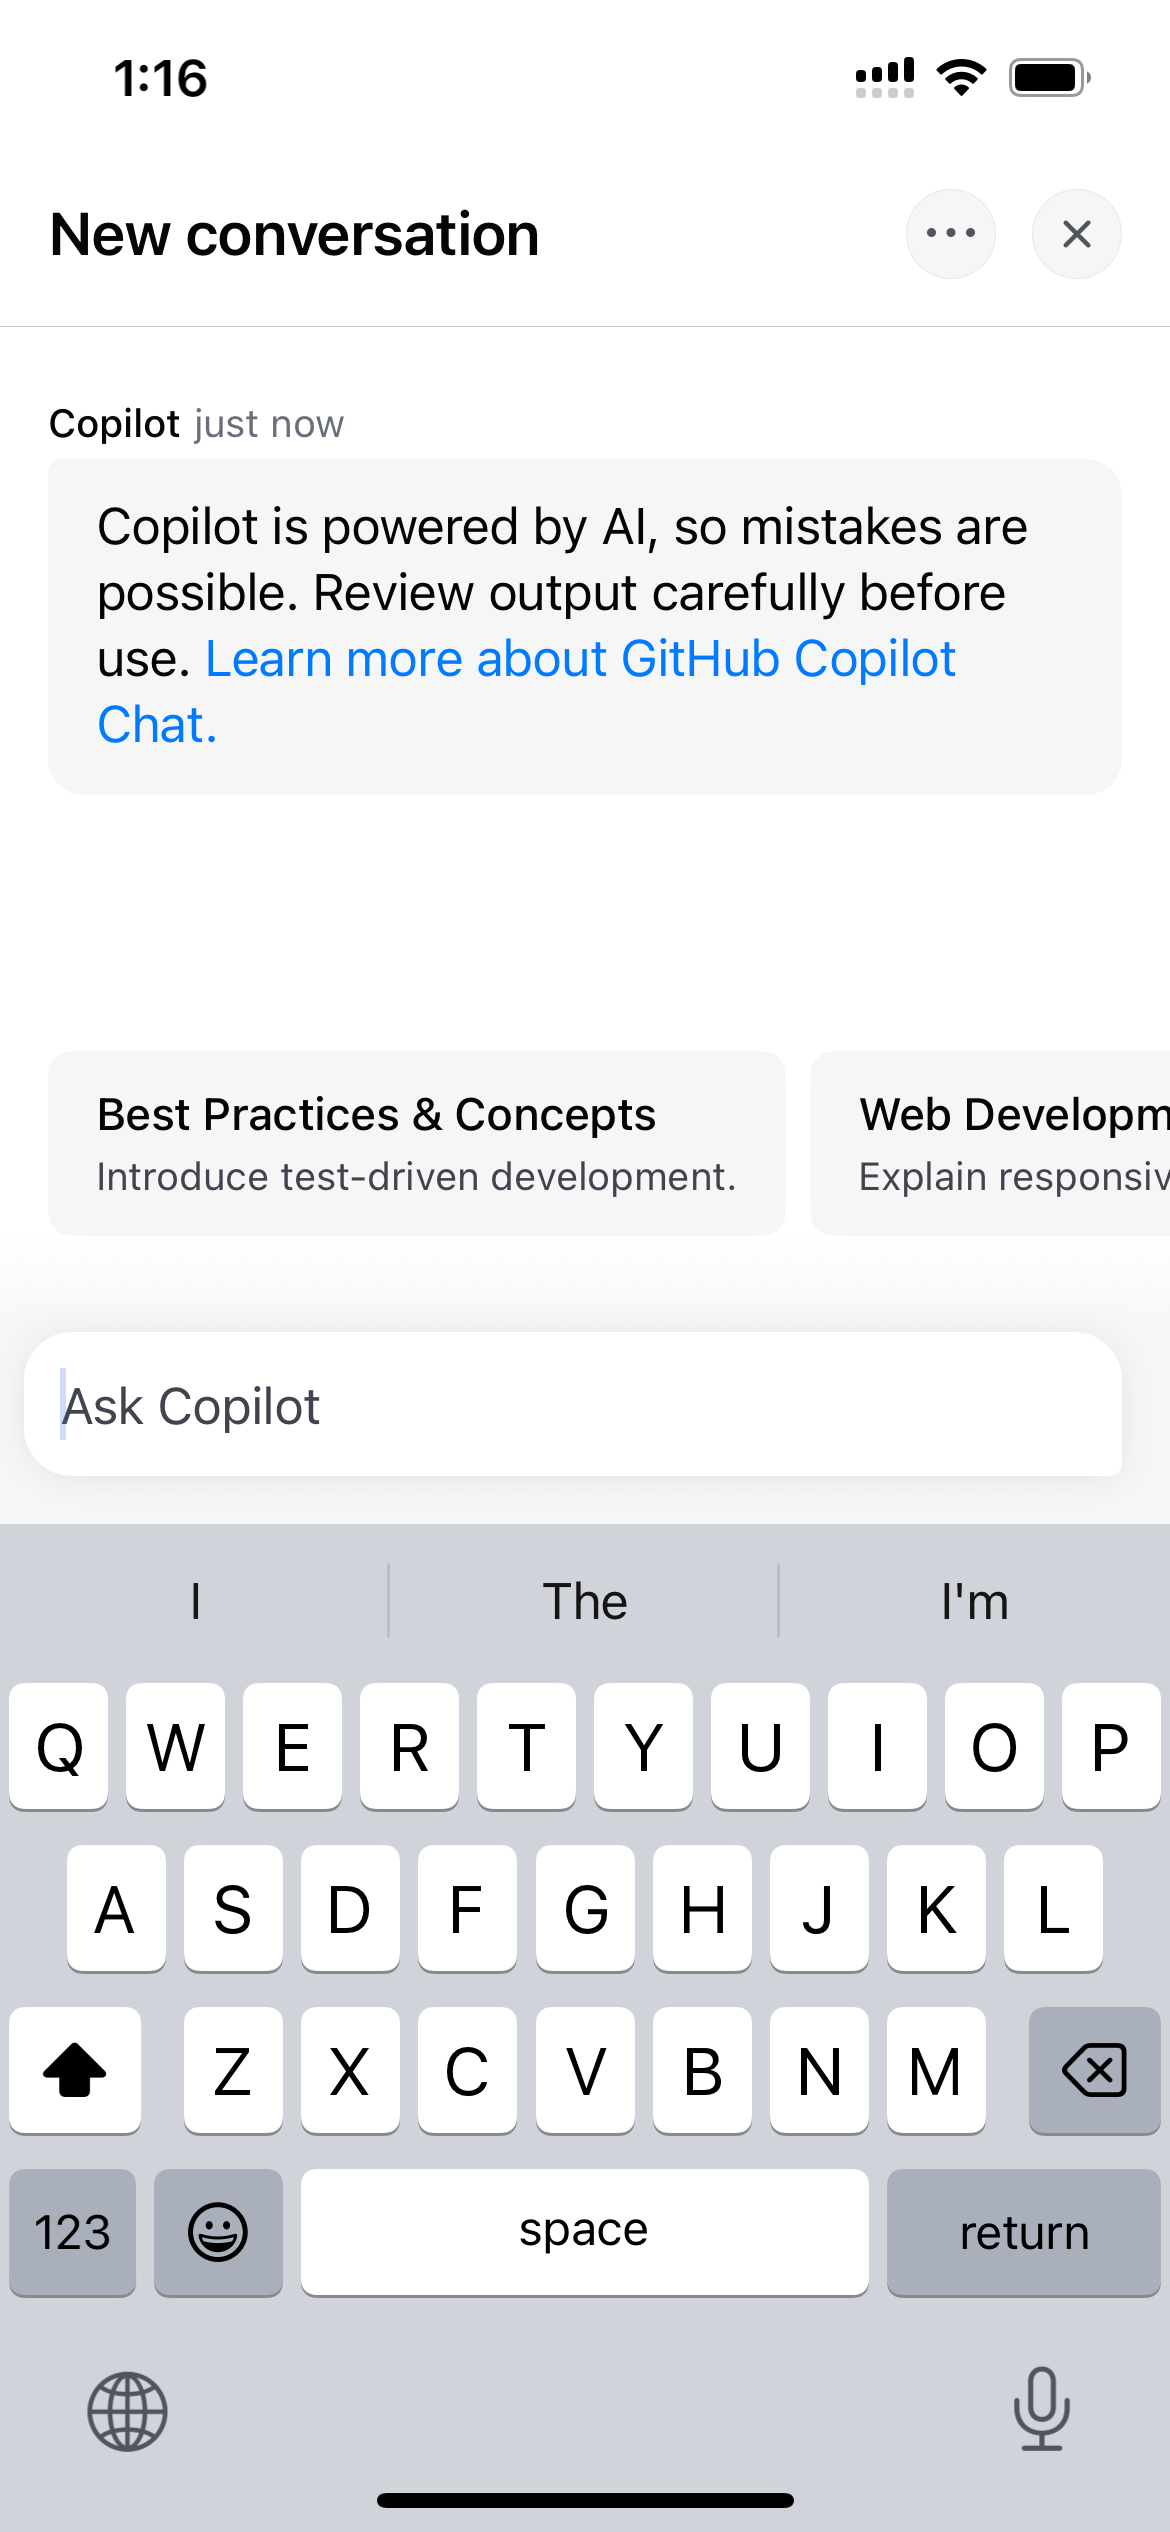 1:16
New conversation
Copilot just now
Copilot is powered by AI, so mistakes are
possible. Review output carefully before
use. Learn more about GitHub Copilot
Chat.
Best Practices & Concepts
Introduce test-driven development.
Web Developm
Explain responsiv
Ask Copilot
I The I'm
Q W E R T Y U I O P
A S D F G H J K L
Z X C V B N M
123 space return